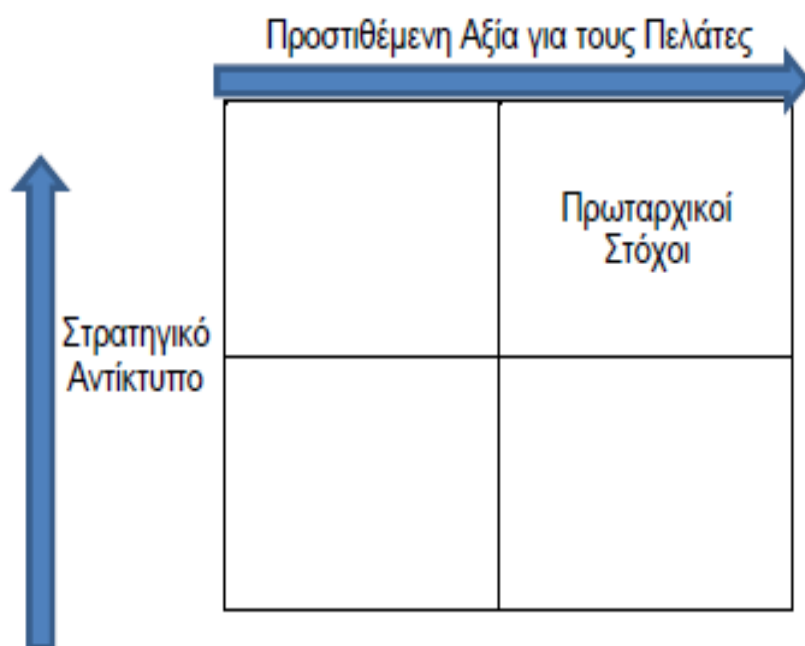 Προστιθέμενη Αξία για τους Πελάτες
Πρωταρχικοί
Στόχοι
Στρατηγικό
Αντίκτυπο